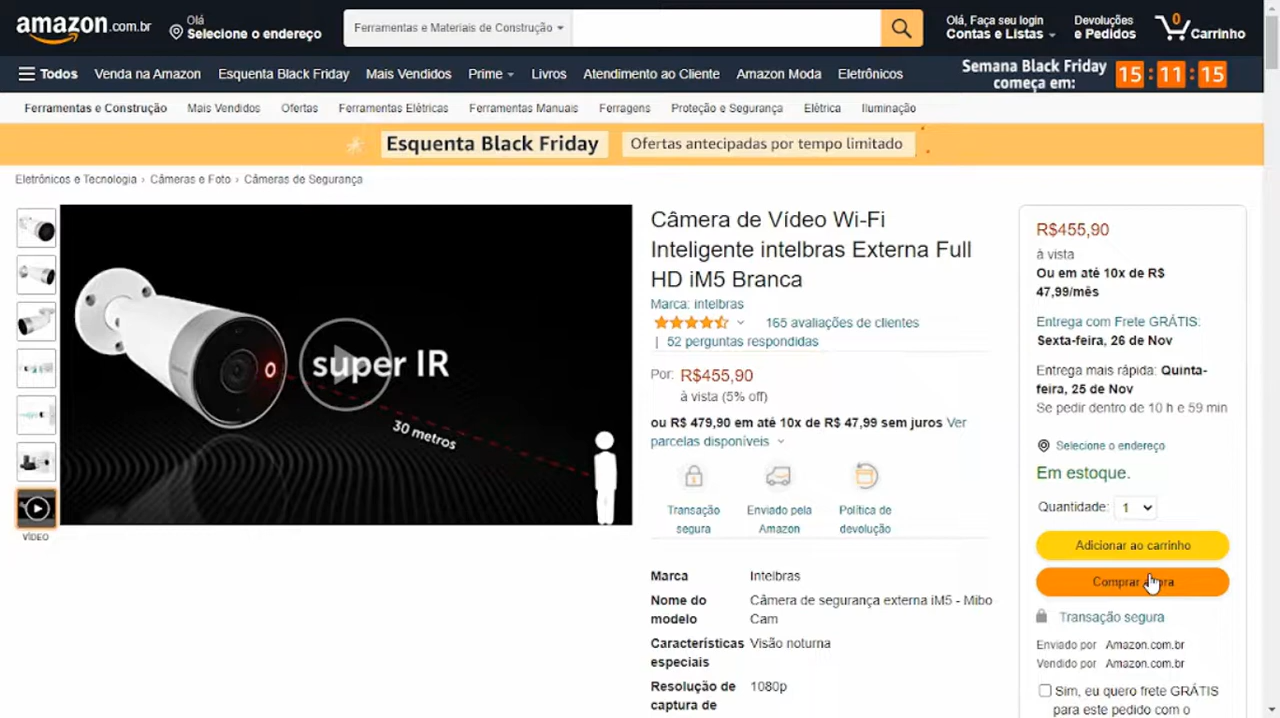 amazon.com.br
Olá
Selecione o endereço
Ferramentas e Materiais de Construção
Olá, Faça seu login
Contas e Listas
Devoluções
e Pedidos
0
Carrinho
Todos
Venda na Amazon
Esquenta Black Friday
Mais Vendidos
Prime
Livros
Atendimento ao Cliente
Amazon Moda
Eletrônicos
Semana Black Friday
começa em:
15 : 11 : 15
Ferramentas e Construção
Mais Vendidos
Ofertas
Ferramentas Elétricas
Ferramentas Manuais
Ferragens
Proteção e Segurança
Elétrica
Iluminação
Esquenta Black Friday
Ofertas antecipadas por tempo limitado
Eletrônicos e Tecnologia › Câmeras e Foto › Câmeras de Segurança
VÍDEO
super IR
30 metros
Câmera de Vídeo Wi-Fi
Inteligente intelbras Externa Full
HD iM5 Branca
Marca: intelbras
165 avaliações de clientes
| 52 perguntas respondidas
Por: R$455,90
à vista (5% off)
ou R$ 479,90 em até 10x de R$ 47,99 sem juros Ver
parcelas disponíveis
Transação
segura
Enviado pela
Amazon
Política de
devolução
Marca Intelbras
Nome do
modelo
Câmera de segurança externa iM5 - Mibo
Cam
Características
especiais
Visão noturna
Resolução de
captura de
1080p
R$455,90
à vista
Ou em até 10x de R$
47,99/mês
Entrega com Frete GRÁTIS:
Sexta-feira, 26 de Nov
Entrega mais rápida: Quinta-
feira, 25 de Nov
Se pedir dentro de 10 h e 59 min
Selecione o endereço
Em estoque.
Quantidade: 1
Adicionar ao carrinho
Comprar
Transação segura
Enviado por Amazon.com.br
Vendido por Amazon.com.br
Sim, eu quero frete GRÁTIS
para este pedido com o